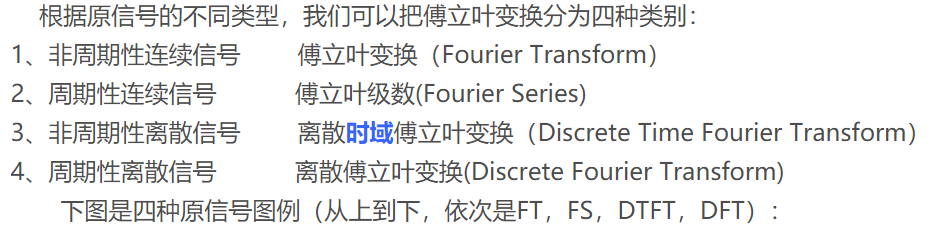 根据原信号的不同类型，我们可以把傅立叶变换分为四种类别：
1、非周期性连续信号 傅立叶变换（Fourier Transform）
2、周期性连续信号 傅立叶级数(Fourier Series)
3、非周期性离散信号 离散时域傅立叶变换（Discrete Time Fourier Transform）
4、周期性离散信号 离散傅立叶变换(Discrete Fourier Transform)
下图是四种原信号图例（从上到下，依次是FT，FS，DTFT，DFT）：